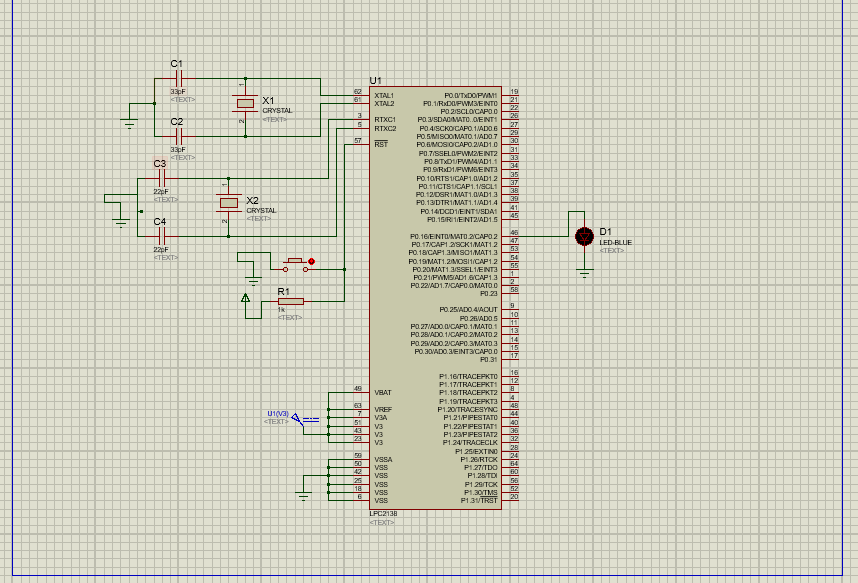 C1
33pF
<TEXT>
1
X1
CRYSTAL
<TEXT>
2
C2
33pF
<TEXT>
C3
22pF
<TEXT>
1
X2
CRYSTAL
<TEXT>
2
C4
22pF
<TEXT>
R1
1k
<TEXT>
U1(V3)
<TEXT>
U1
62 XTAL1
61 XTAL2
3 RTXC1
5 RTXC2
57 RST
49 VBAT
63 VREF
7 V3A
51 V3
43 V3
23 V3
59 VSSA
50 VSS
42 VSS
25 VSS
18 VSS
6 VSS
P0.0/TxD0/PWM1 19
P0.1/RxD0/PWM3/EINT0 21
P0.2/SCL0/CAP0.0 22
P0.3/SDA0/MAT0.0/EINT1 26
P0.4/SCK0/CAP0.1/AD0.6 27
P0.5/MISO0/MAT0.1/AD0.7 29
P0.6/MOSI0/CAP0.2/AD1.0 30
P0.7/SSEL0/PWM2/EINT2 31
P0.8/TxD1/PWM4/AD1.1 33
P0.9/RxD1/PWM6/EINT3 34
P0.10/RTS1/CAP1.0/AD1.2 35
P0.11/CTS1/CAP1.1/SCL1 37
P0.12/DSR1/MAT1.0/AD1.3 38
P0.13/DTR1/MAT1.1/AD1.4 39
P0.14/DCD1/EINT1/SDA1 41
P0.15/RI1/EINT2/AD1.5 45
P0.16/EINT0/MAT0.2/CAP0.2 46
P0.17/CAP1.2/SCK1/MAT1.2 47
P0.18/CAP1.3/MISO1/MAT1.3 53
P0.19/MAT1.2/MOSI1/CAP1.2 54
P0.20/MAT1.3/SSEL1/EINT3 55
P0.21/PWM5/AD1.6/CAP1.3 1
P0.22/AD1.7/CAP0.0/MAT0.0 2
P0.23 58
P0.25/AD0.4/AOUT 9
P0.26/AD0.5 10
P0.27/AD0.0/CAP0.1/MAT0.1 11
P0.28/AD0.1/CAP0.2/MAT0.2 13
P0.29/AD0.2/CAP0.3/MAT0.3 14
P0.30/AD0.3/EINT3/CAP0.0 15
P0.31 17
P1.16/TRACEPKT0 16
P1.17/TRACEPKT1 12
P1.18/TRACEPKT2 8
P1.19/TRACEPKT3 4
P1.20/TRACESYNC 48
P1.21/PIPESTAT0 44
P1.22/PIPESTAT1 40
P1.23/PIPESTAT2 36
P1.24/TRACECLK 32
P1.25/EXTIN0 28
P1.26/RTCK 24
P1.27/TDO 64
P1.28/TDI 60
P1.29/TCK 56
P1.30/TMS 52
P1.31/TRST 20
LPC2138
<TEXT>
D1
LED-BLUE
<TEXT>